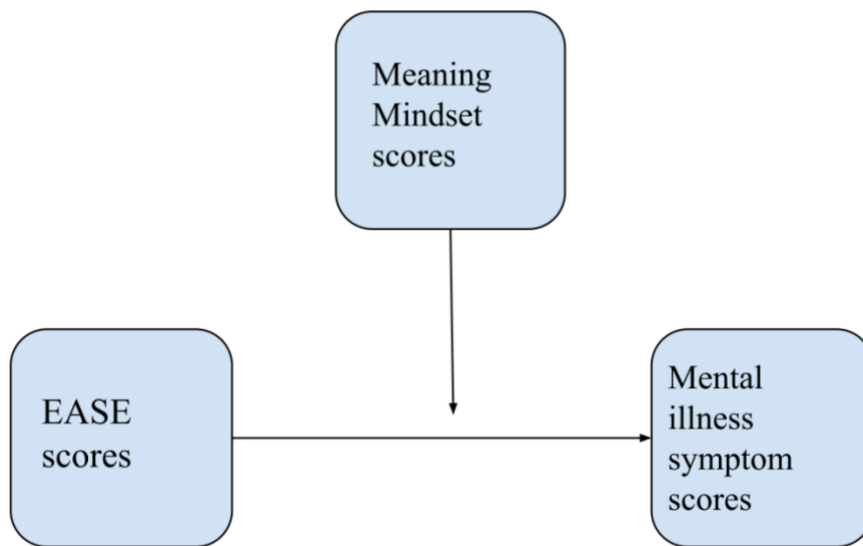 Meaning
Mindset
scores
EASE
scores
Mental
illness
symptom
scores